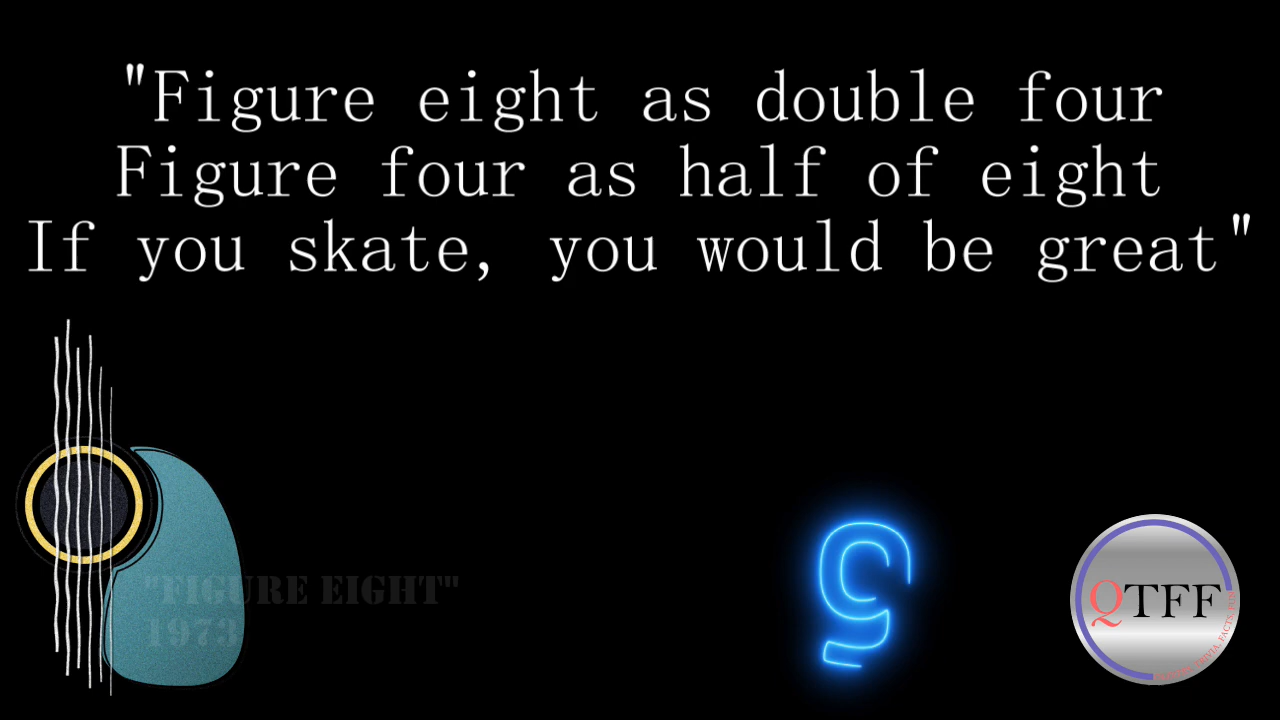 "Figure eight as double four
Figure four as half of eight
If you skate, you would be great"
"FIGURE EIGHT"
1973
9
QTFF